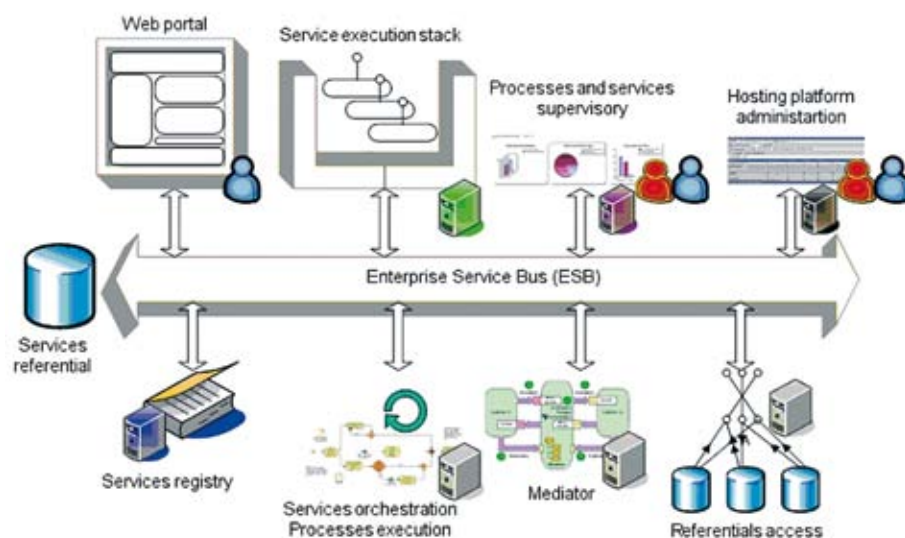 Web portal
Service execution stack
Processes and services
supervisory
Hosting platform
administartion
Enterprise Service Bus (ESB)
Services
referential
Services registry
Services orchestration
Processes execution
Mediator
Referentials access